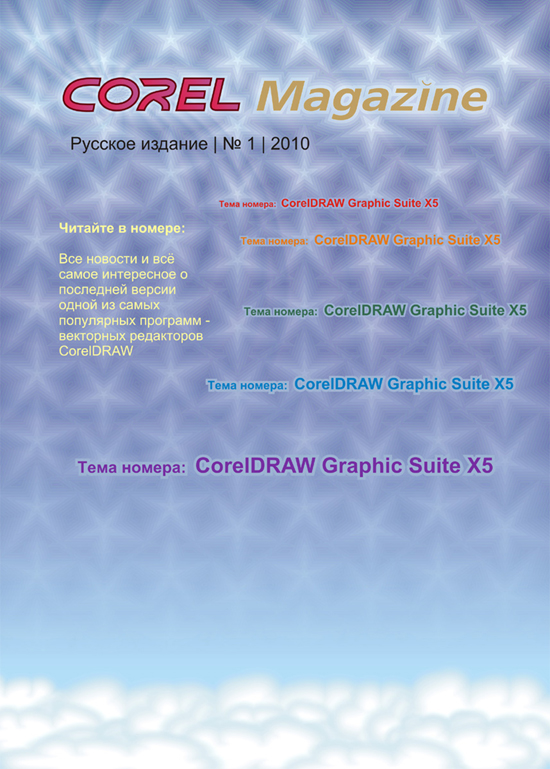 COREL Magazine
Русское издание | № 1 | 2010
Тема номера: CorelDRAW Graphic Suite X5
Читайте в номере:
Тема номера: CorelDRAW Graphic Suite X5
Все новости и всё
самое интересное о
последней версии
одной из самых
популярных программ -
векторных редакторов
CorelDRAW
Тема номера: CorelDRAW Graphic Suite X5
Тема номера: CorelDRAW Graphic Suite X5
Тема номера: CorelDRAW Graphic Suite X5